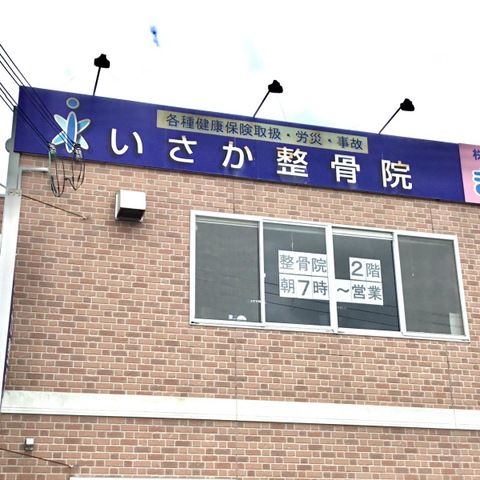 各種健康保険取扱・労災・事故
いさか整骨院
整骨院 2階
朝7時～営業